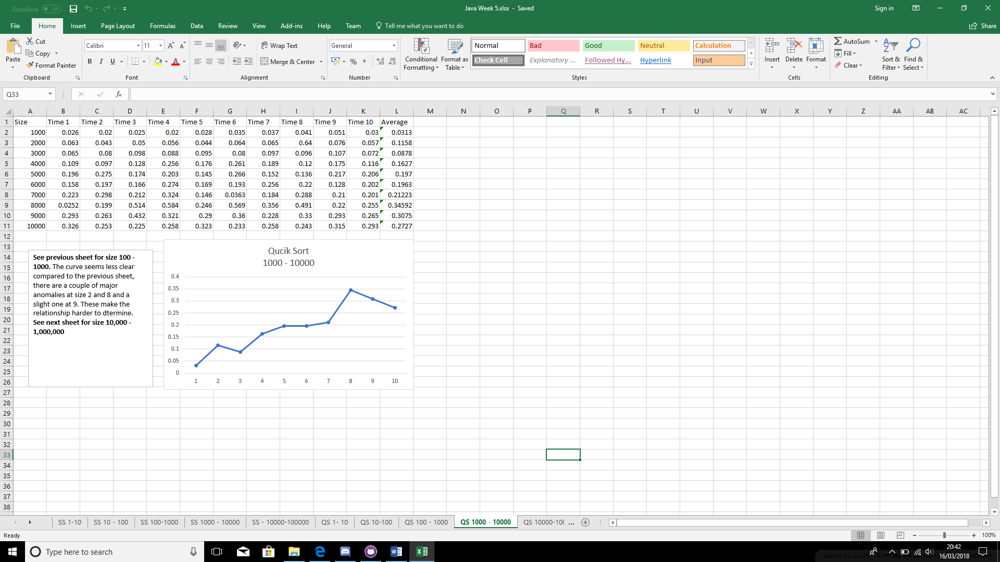 AutoSave Off
Java Week 5.xlsx - Saved
Sign in
File Home Insert Page Layout Formulas Data Review View Add-ins Help Team Tell me what you want to do
Share
Paste
Cut
Copy
Format Painter
Clipboard
Calibri 11
B I U
Font
Wrap Text
Merge & Center
Alignment
General
%
Number
Conditional Formatting
Format as Table
Normal Bad Good Neutral Calculation
Check Cell Explanatory ... Followed Hy... Hyperlink Input
Styles
Insert Delete Format
Cells
AutoSum
Fill
Clear
Sort & Filter
Find & Select
Editing
Q33
fx
A B C D E F G H I J K L M N O P Q R S T U V W X Y Z AA AB AC
1 Size Time 1 Time 2 Time 3 Time 4 Time 5 Time 6 Time 7 Time 8 Time 9 Time 10 Average
2 1000 0.026 0.02 0.025 0.02 0.028 0.035 0.037 0.041 0.051 0.03 0.0313
3 2000 0.063 0.043 0.05 0.056 0.044 0.064 0.065 0.64 0.076 0.057 0.1158
4 3000 0.065 0.08 0.098 0.088 0.095 0.08 0.097 0.096 0.107 0.072 0.0878
5 4000 0.109 0.097 0.128 0.256 0.176 0.261 0.189 0.12 0.175 0.116 0.1627
6 5000 0.196 0.275 0.174 0.203 0.145 0.266 0.152 0.136 0.217 0.206 0.197
7 6000 0.158 0.197 0.166 0.274 0.169 0.193 0.256 0.22 0.128 0.202 0.1963
8 7000 0.223 0.298 0.212 0.324 0.146 0.0363 0.184 0.288 0.21 0.201 0.21223
9 8000 0.0252 0.199 0.514 0.584 0.246 0.569 0.356 0.491 0.22 0.255 0.34592
10 9000 0.293 0.263 0.432 0.321 0.29 0.36 0.228 0.33 0.293 0.265 0.3075
11 10000 0.326 0.253 0.225 0.258 0.323 0.233 0.258 0.243 0.315 0.293 0.2727
12
13
14
15
16
17
18
19
20
21
22
23
24
25
26
27
28
29
30
31
32
33
34
35
36
37
38
See previous sheet for size 100 -
1000. The curve seems less clear
compared to the previous sheet,
there are a couple of major
anomalies at size 2 and 8 and a
slight one at 9. These make the
relationship harder to dtermine.
See next sheet for size 10,000 -
1,000,000
Qucik Sort
1000 - 10000
0.4
0.35
0.3
0.25
0.2
0.15
0.1
0.05
0
1 2 3 4 5 6 7 8 9 10
SS 1-10 SS 10 - 100 SS 100-1000 SS 1000 - 10000 SS - 10000-100000 QS 1- 10 QS 10-100 QS 100 - 1000 QS 1000 - 10000 QS 10000-10 ...
Ready
100%
Type here to search
20:42
16/03/2018